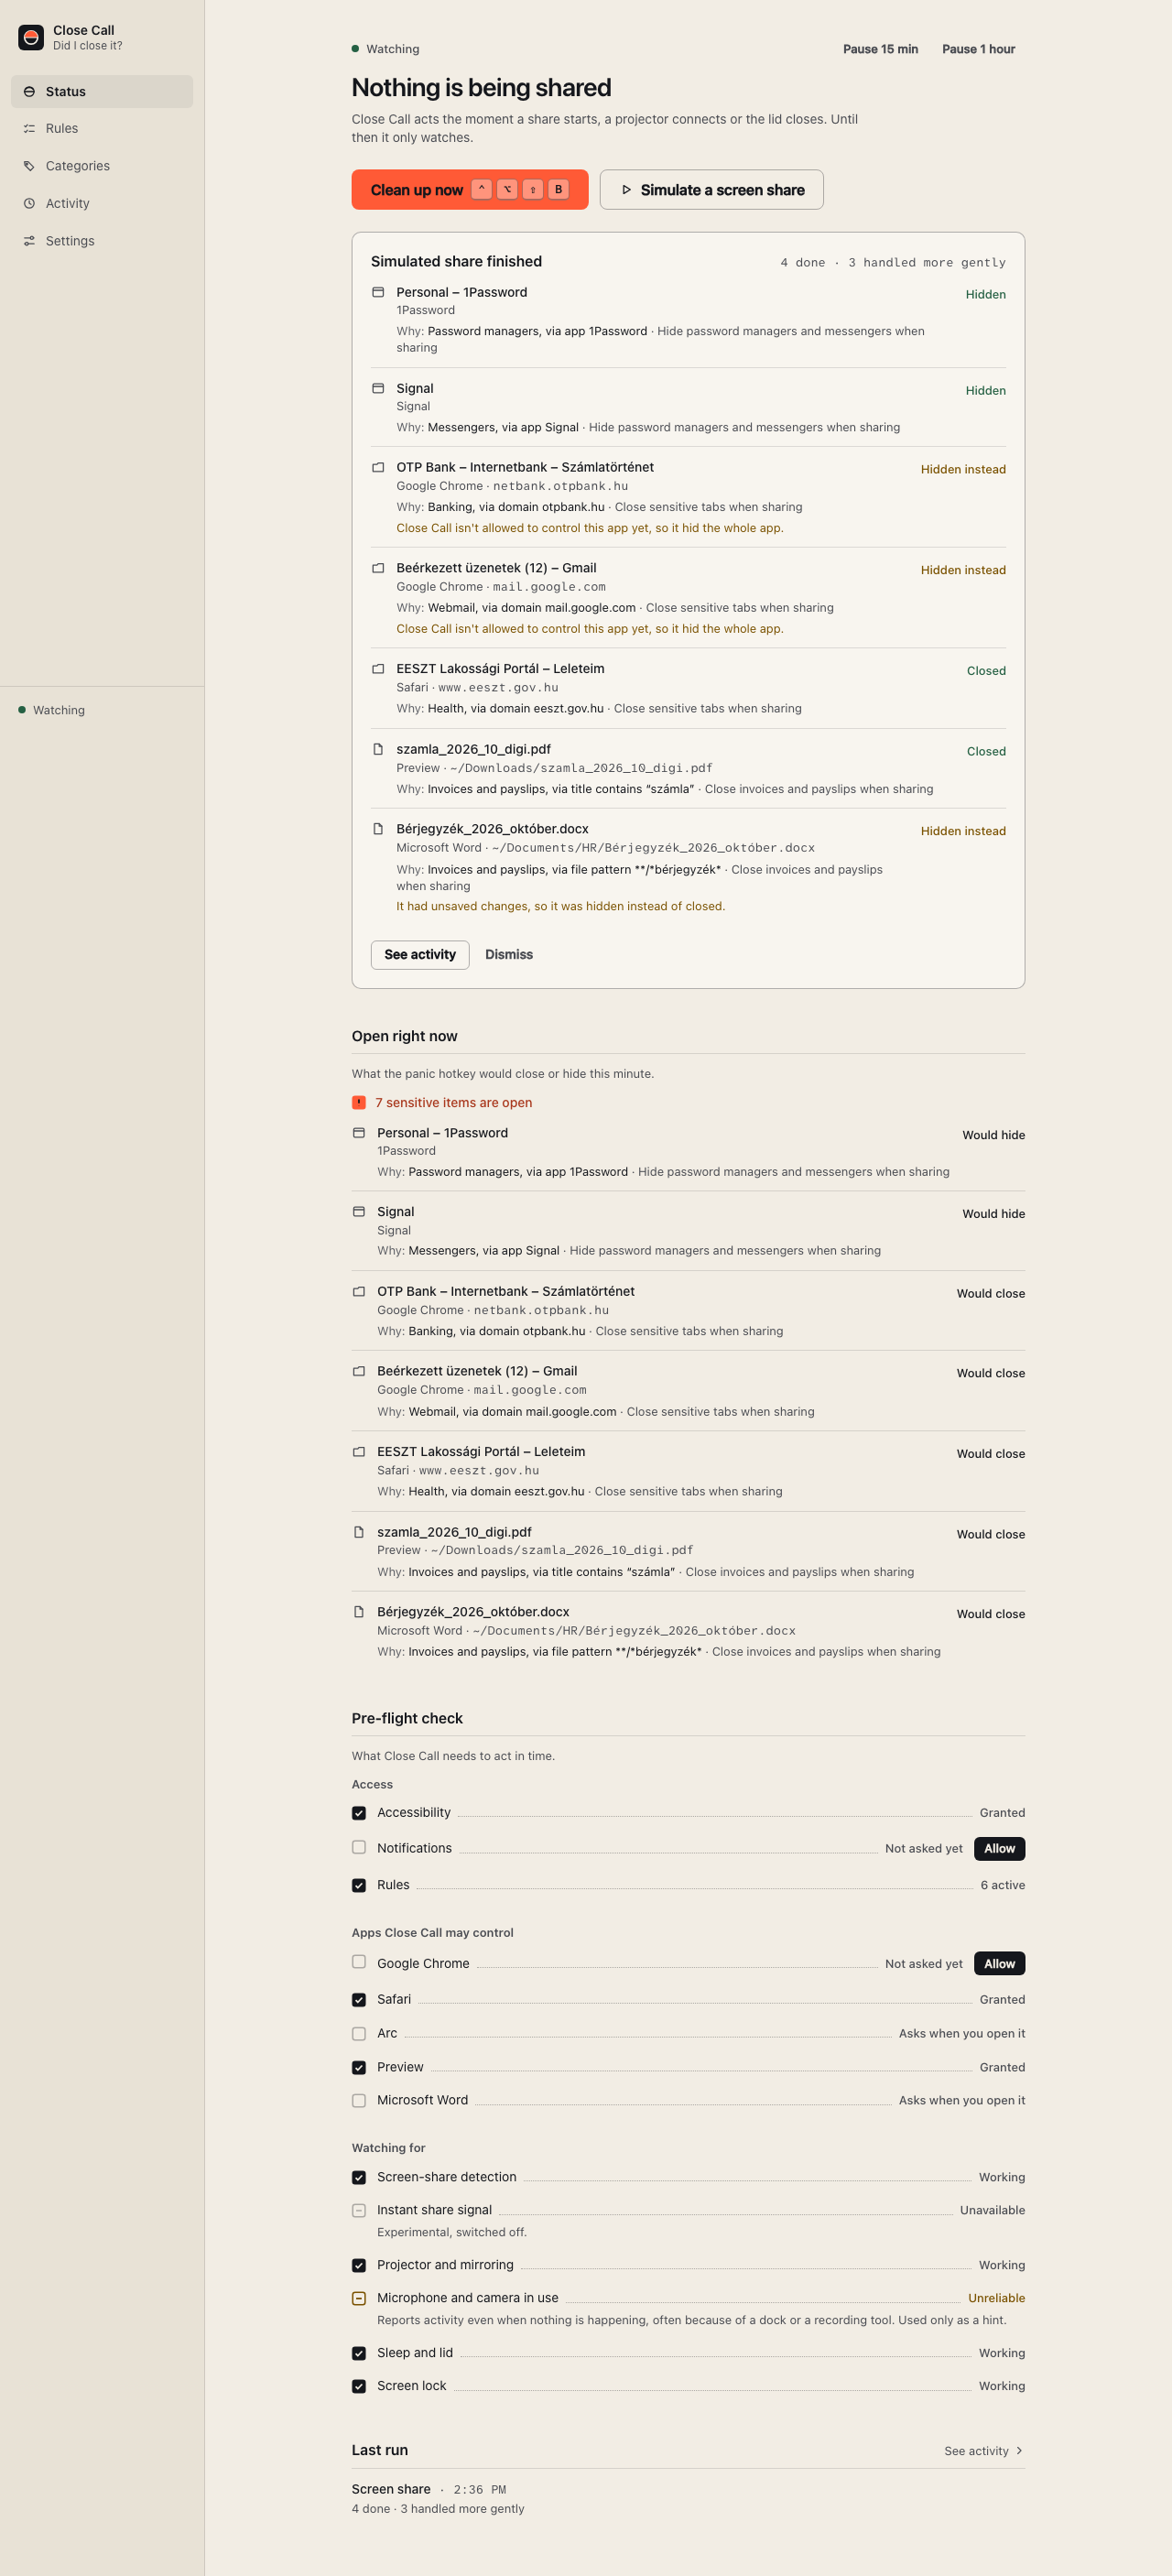 Close Call
Did I close it?
Status
Rules
Categories
Activity
Settings
Watching
Watching
Pause 15 min
Pause 1 hour
Nothing is being shared
Close Call acts the moment a share starts, a projector connects or the lid closes. Until
then it only watches.
Clean up now ⌃ ⌥ ⇧ B
Simulate a screen share
Simulated share finished
4 done · 3 handled more gently
Personal – 1Password
Hidden
1Password
Why: Password managers, via app 1Password · Hide password managers and messengers when
sharing
Signal
Hidden
Signal
Why: Messengers, via app Signal · Hide password managers and messengers when sharing
OTP Bank – Internetbank – Számlatörténet
Hidden instead
Google Chrome · netbank.otpbank.hu
Why: Banking, via domain otpbank.hu · Close sensitive tabs when sharing
Close Call isn't allowed to control this app yet, so it hid the whole app.
Beérkezett üzenetek (12) – Gmail
Hidden instead
Google Chrome · mail.google.com
Why: Webmail, via domain mail.google.com · Close sensitive tabs when sharing
Close Call isn't allowed to control this app yet, so it hid the whole app.
EESZT Lakossági Portál – Leleteim
Closed
Safari · www.eeszt.gov.hu
Why: Health, via domain eeszt.gov.hu · Close sensitive tabs when sharing
szamla_2026_10_digi.pdf
Closed
Preview · ~/Downloads/szamla_2026_10_digi.pdf
Why: Invoices and payslips, via title contains “számla” · Close invoices and payslips when sharing
Bérjegyzék_2026_október.docx
Hidden instead
Microsoft Word · ~/Documents/HR/Bérjegyzék_2026_október.docx
Why: Invoices and payslips, via file pattern **/*bérjegyzék* · Close invoices and payslips
when sharing
It had unsaved changes, so it was hidden instead of closed.
See activity
Dismiss
Open right now
What the panic hotkey would close or hide this minute.
7 sensitive items are open
Personal – 1Password
Would hide
1Password
Why: Password managers, via app 1Password · Hide password managers and messengers when sharing
Signal
Would hide
Signal
Why: Messengers, via app Signal · Hide password managers and messengers when sharing
OTP Bank – Internetbank – Számlatörténet
Would close
Google Chrome · netbank.otpbank.hu
Why: Banking, via domain otpbank.hu · Close sensitive tabs when sharing
Beérkezett üzenetek (12) – Gmail
Would close
Google Chrome · mail.google.com
Why: Webmail, via domain mail.google.com · Close sensitive tabs when sharing
EESZT Lakossági Portál – Leleteim
Would close
Safari · www.eeszt.gov.hu
Why: Health, via domain eeszt.gov.hu · Close sensitive tabs when sharing
szamla_2026_10_digi.pdf
Would close
Preview · ~/Downloads/szamla_2026_10_digi.pdf
Why: Invoices and payslips, via title contains “számla” · Close invoices and payslips when sharing
Bérjegyzék_2026_október.docx
Would close
Microsoft Word · ~/Documents/HR/Bérjegyzék_2026_október.docx
Why: Invoices and payslips, via file pattern **/*bérjegyzék* · Close invoices and payslips when sharing
Pre-flight check
What Close Call needs to act in time.
Access
Accessibility
Granted
Notifications
Not asked yet
Allow
Rules
6 active
Apps Close Call may control
Google Chrome
Not asked yet
Allow
Safari
Granted
Arc
Asks when you open it
Preview
Granted
Microsoft Word
Asks when you open it
Watching for
Screen-share detection
Working
Instant share signal
Unavailable
Experimental, switched off.
Projector and mirroring
Working
Microphone and camera in use
Unreliable
Reports activity even when nothing is happening, often because of a dock or a recording tool. Used only as a hint.
Sleep and lid
Working
Screen lock
Working
Last run
See activity
Screen share · 2:36 PM
4 done · 3 handled more gently